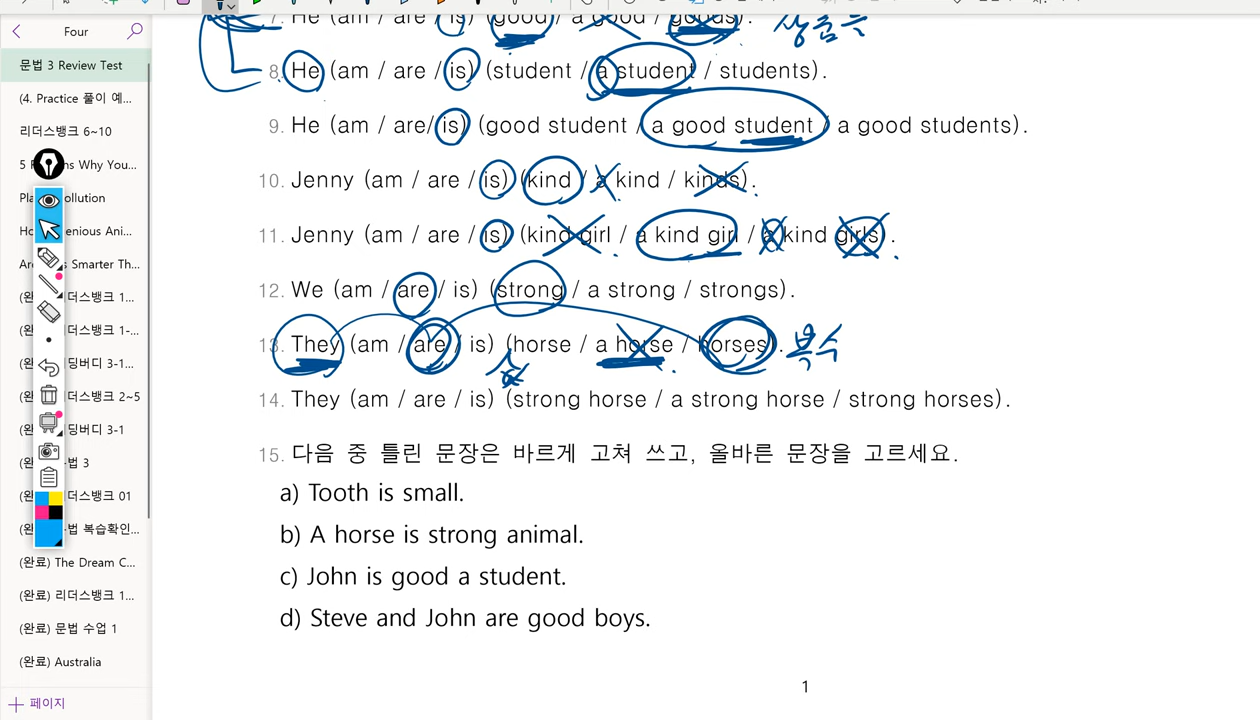 Four
문법 3 Review Test
(4. Practice 풀이 예...
리더스뱅크 6~10
5 ns Why You...
ollution
enious Ani...
s Smarter Th...
더스뱅크 1...
더스뱅크 1-...
딩버디 3-1...
더스뱅크 2~5
딩버디 3-1
법 3
더스뱅크 01
법 복습확인...
(완료) The Dream C...
(완료) 리더스뱅크 1...
(완료) 문법 수업 1
(완료) Australia
페이지
7. He (am / are / is) (good / a good / goods).
8. He (am / are / is) (student / a student / students).
9. He (am / are/ is) (good student / a good student / a good students).
10. Jenny (am / are / is) (kind / a kind / kinds).
11. Jenny (am / are / is) (kind girl / a kind girl / a kind girls).
12. We (am / are / is) (strong / a strong / strongs).
13. They (am / are / is) (horse / a horse / horses). 복수
14. They (am / are / is) (strong horse / a strong horse / strong horses).
15. 다음 중 틀린 문장은 바르게 고쳐 쓰고, 올바른 문장을 고르세요.
a) Tooth is small.
b) A horse is strong animal.
c) John is good a student.
d) Steve and John are good boys.
1